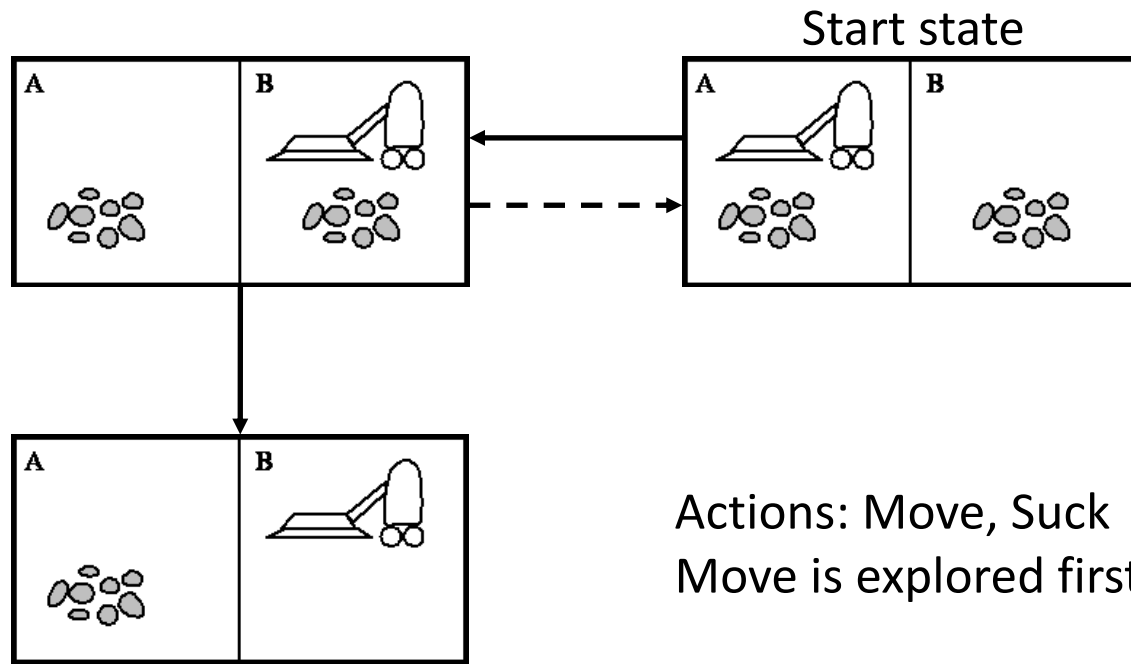 Start state
A
B
A
B
A
B
Actions: Move, Suck
Move is explored first